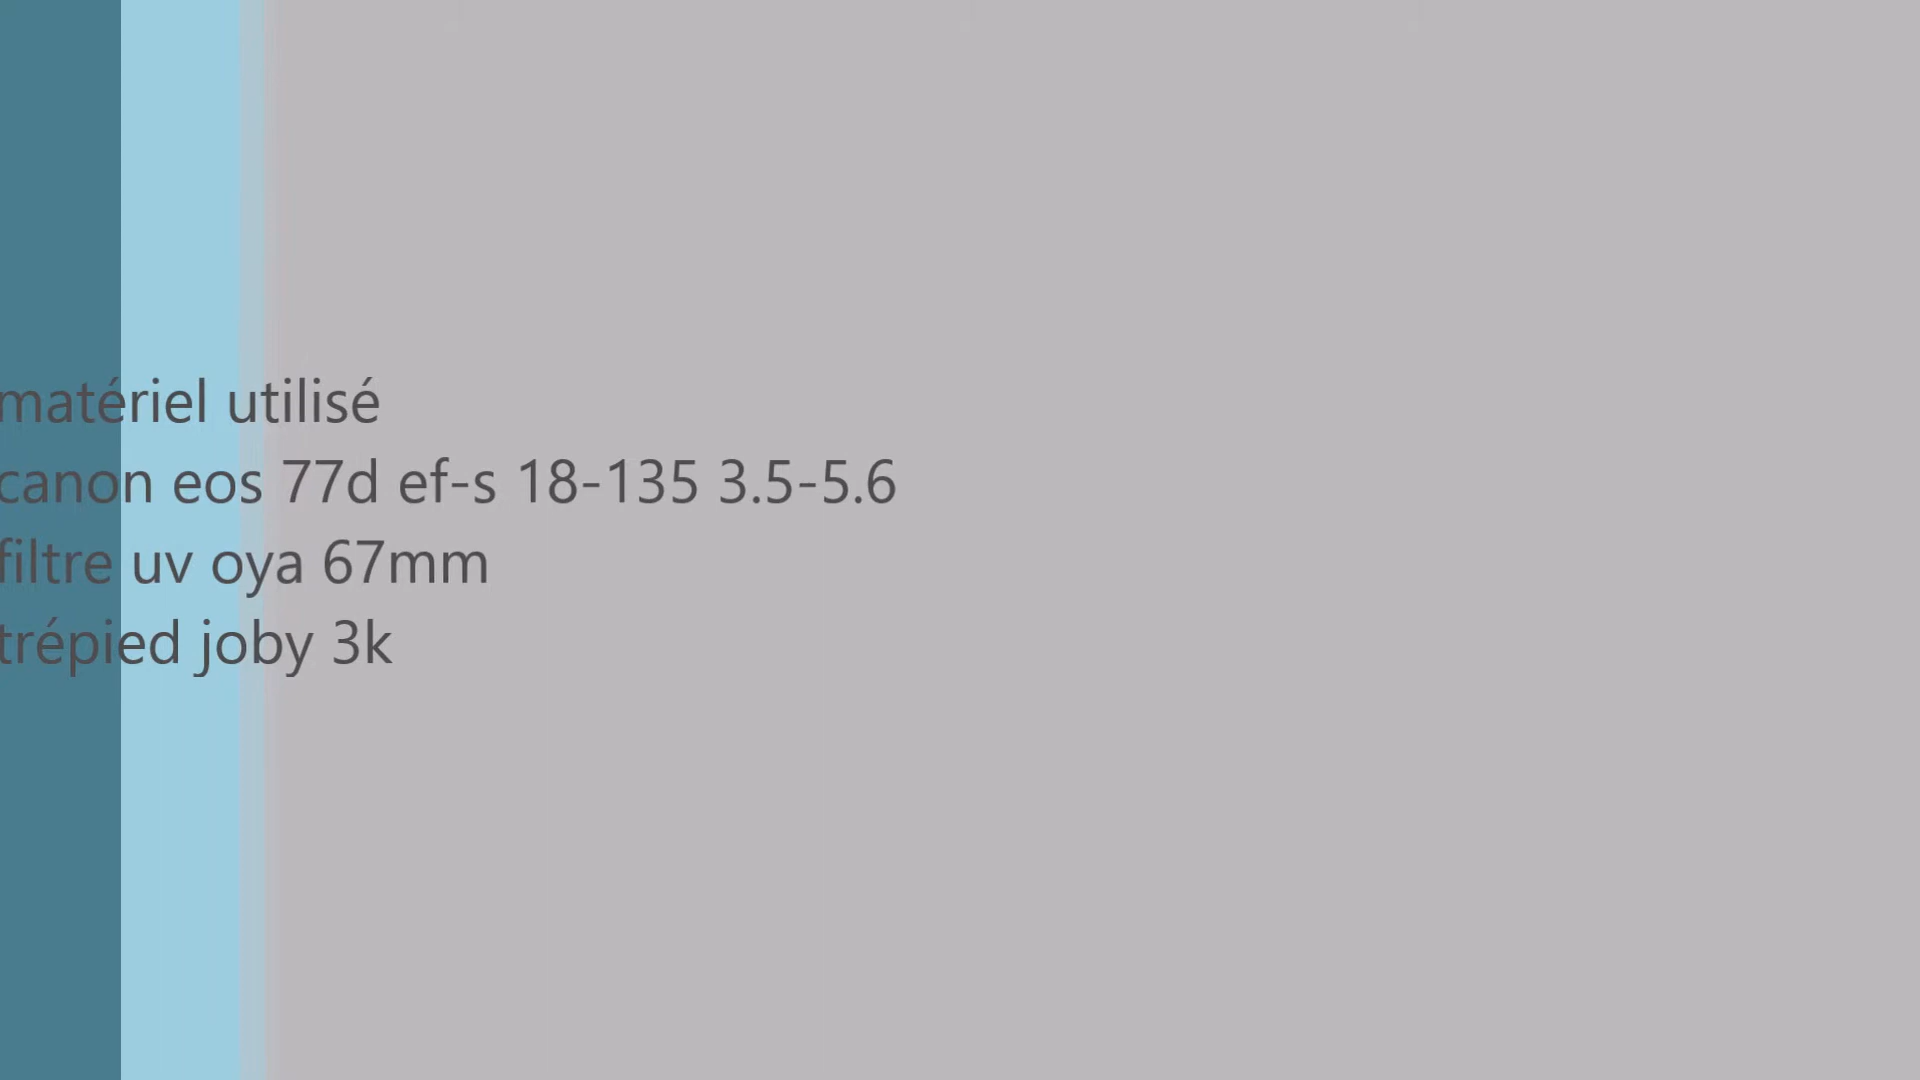 matériel utilisé
canon eos 77d ef-s 18-135 3.5-5.6
filtre uv oya 67mm
trépied joby 3k